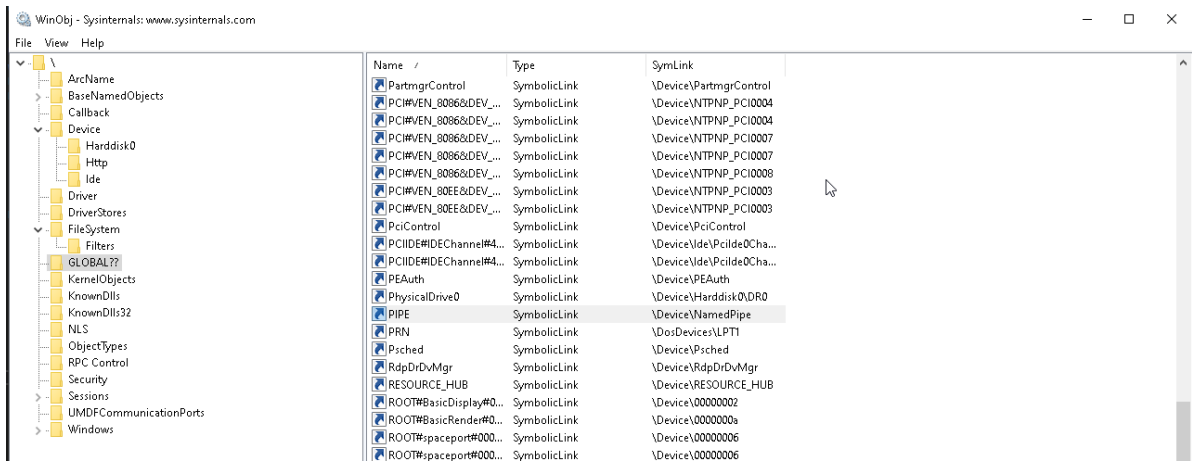 WinObj - Sysinternals: www.sysinternals.com
File View Help
\
ArcName
BaseNamedObjects
Callback
Device
Harddisk0
Http
Ide
Driver
DriverStores
FileSystem
Filters
GLOBAL??
KernelObjects
KnownDlls
KnownDlls32
NLS
ObjectTypes
RPC Control
Security
Sessions
UMDFCommunicationPorts
Windows
Name / Type SymLink
PartmgrControl SymbolicLink \Device\PartmgrControl
PCI#VEN_8086&DEV_... SymbolicLink \Device\NTPNP_PCI0004
PCI#VEN_8086&DEV_... SymbolicLink \Device\NTPNP_PCI0004
PCI#VEN_8086&DEV_... SymbolicLink \Device\NTPNP_PCI0007
PCI#VEN_8086&DEV_... SymbolicLink \Device\NTPNP_PCI0007
PCI#VEN_8086&DEV_... SymbolicLink \Device\NTPNP_PCI0008
PCI#VEN_80EE&DEV_... SymbolicLink \Device\NTPNP_PCI0003
PCI#VEN_80EE&DEV_... SymbolicLink \Device\NTPNP_PCI0003
PciControl SymbolicLink \Device\PciControl
PCIIDE#IDEChannel#4... SymbolicLink \Device\Ide\PciIde0Cha...
PCIIDE#IDEChannel#4... SymbolicLink \Device\Ide\PciIde0Cha...
PEAuth SymbolicLink \Device\PEAuth
PhysicalDrive0 SymbolicLink \Device\Harddisk0\DR0
PIPE SymbolicLink \Device\NamedPipe
PRN SymbolicLink \DosDevices\LPT1
Psched SymbolicLink \Device\Psched
RdpDrDvMgr SymbolicLink \Device\RdpDrDvMgr
RESOURCE_HUB SymbolicLink \Device\RESOURCE_HUB
ROOT#BasicDisplay#0... SymbolicLink \Device\00000002
ROOT#BasicRender#0... SymbolicLink \Device\0000000a
ROOT#spaceport#000... SymbolicLink \Device\00000006
ROOT#spaceport#000... SymbolicLink \Device\00000006